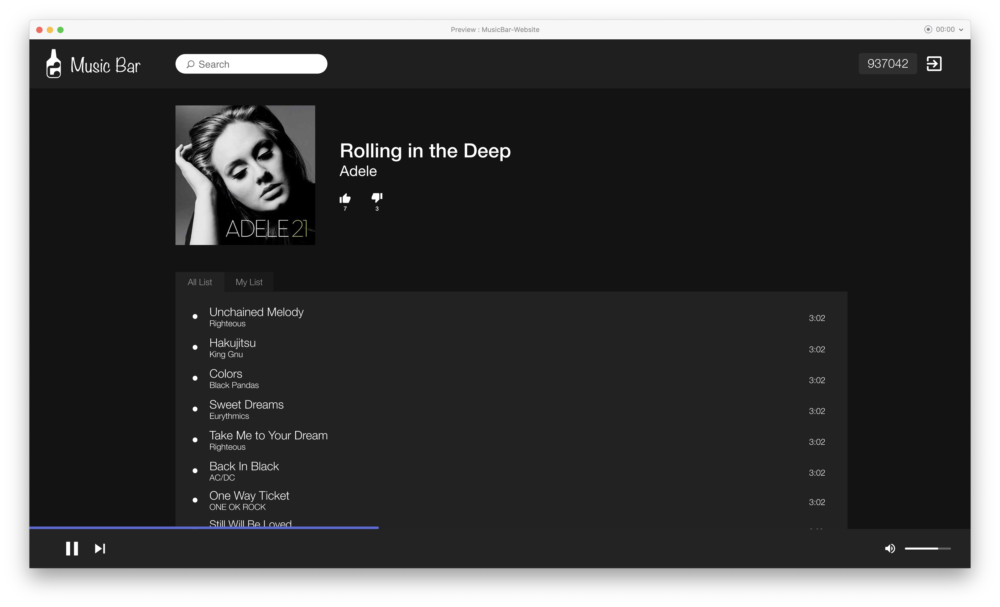 Preview : MusicBar-Website
00:00
Music Bar
Search
937042
ADELE 21
Rolling in the Deep
Adele
7
3
All List
My List
Unchained Melody
Righteous
3:02
Hakujitsu
King Gnu
3:02
Colors
Black Pandas
3:02
Sweet Dreams
Eurythmics
3:02
Take Me to Your Dream
Righteous
3:02
Back In Black
AC/DC
3:02
One Way Ticket
ONE OK ROCK
3:02
Still Will Be Loved